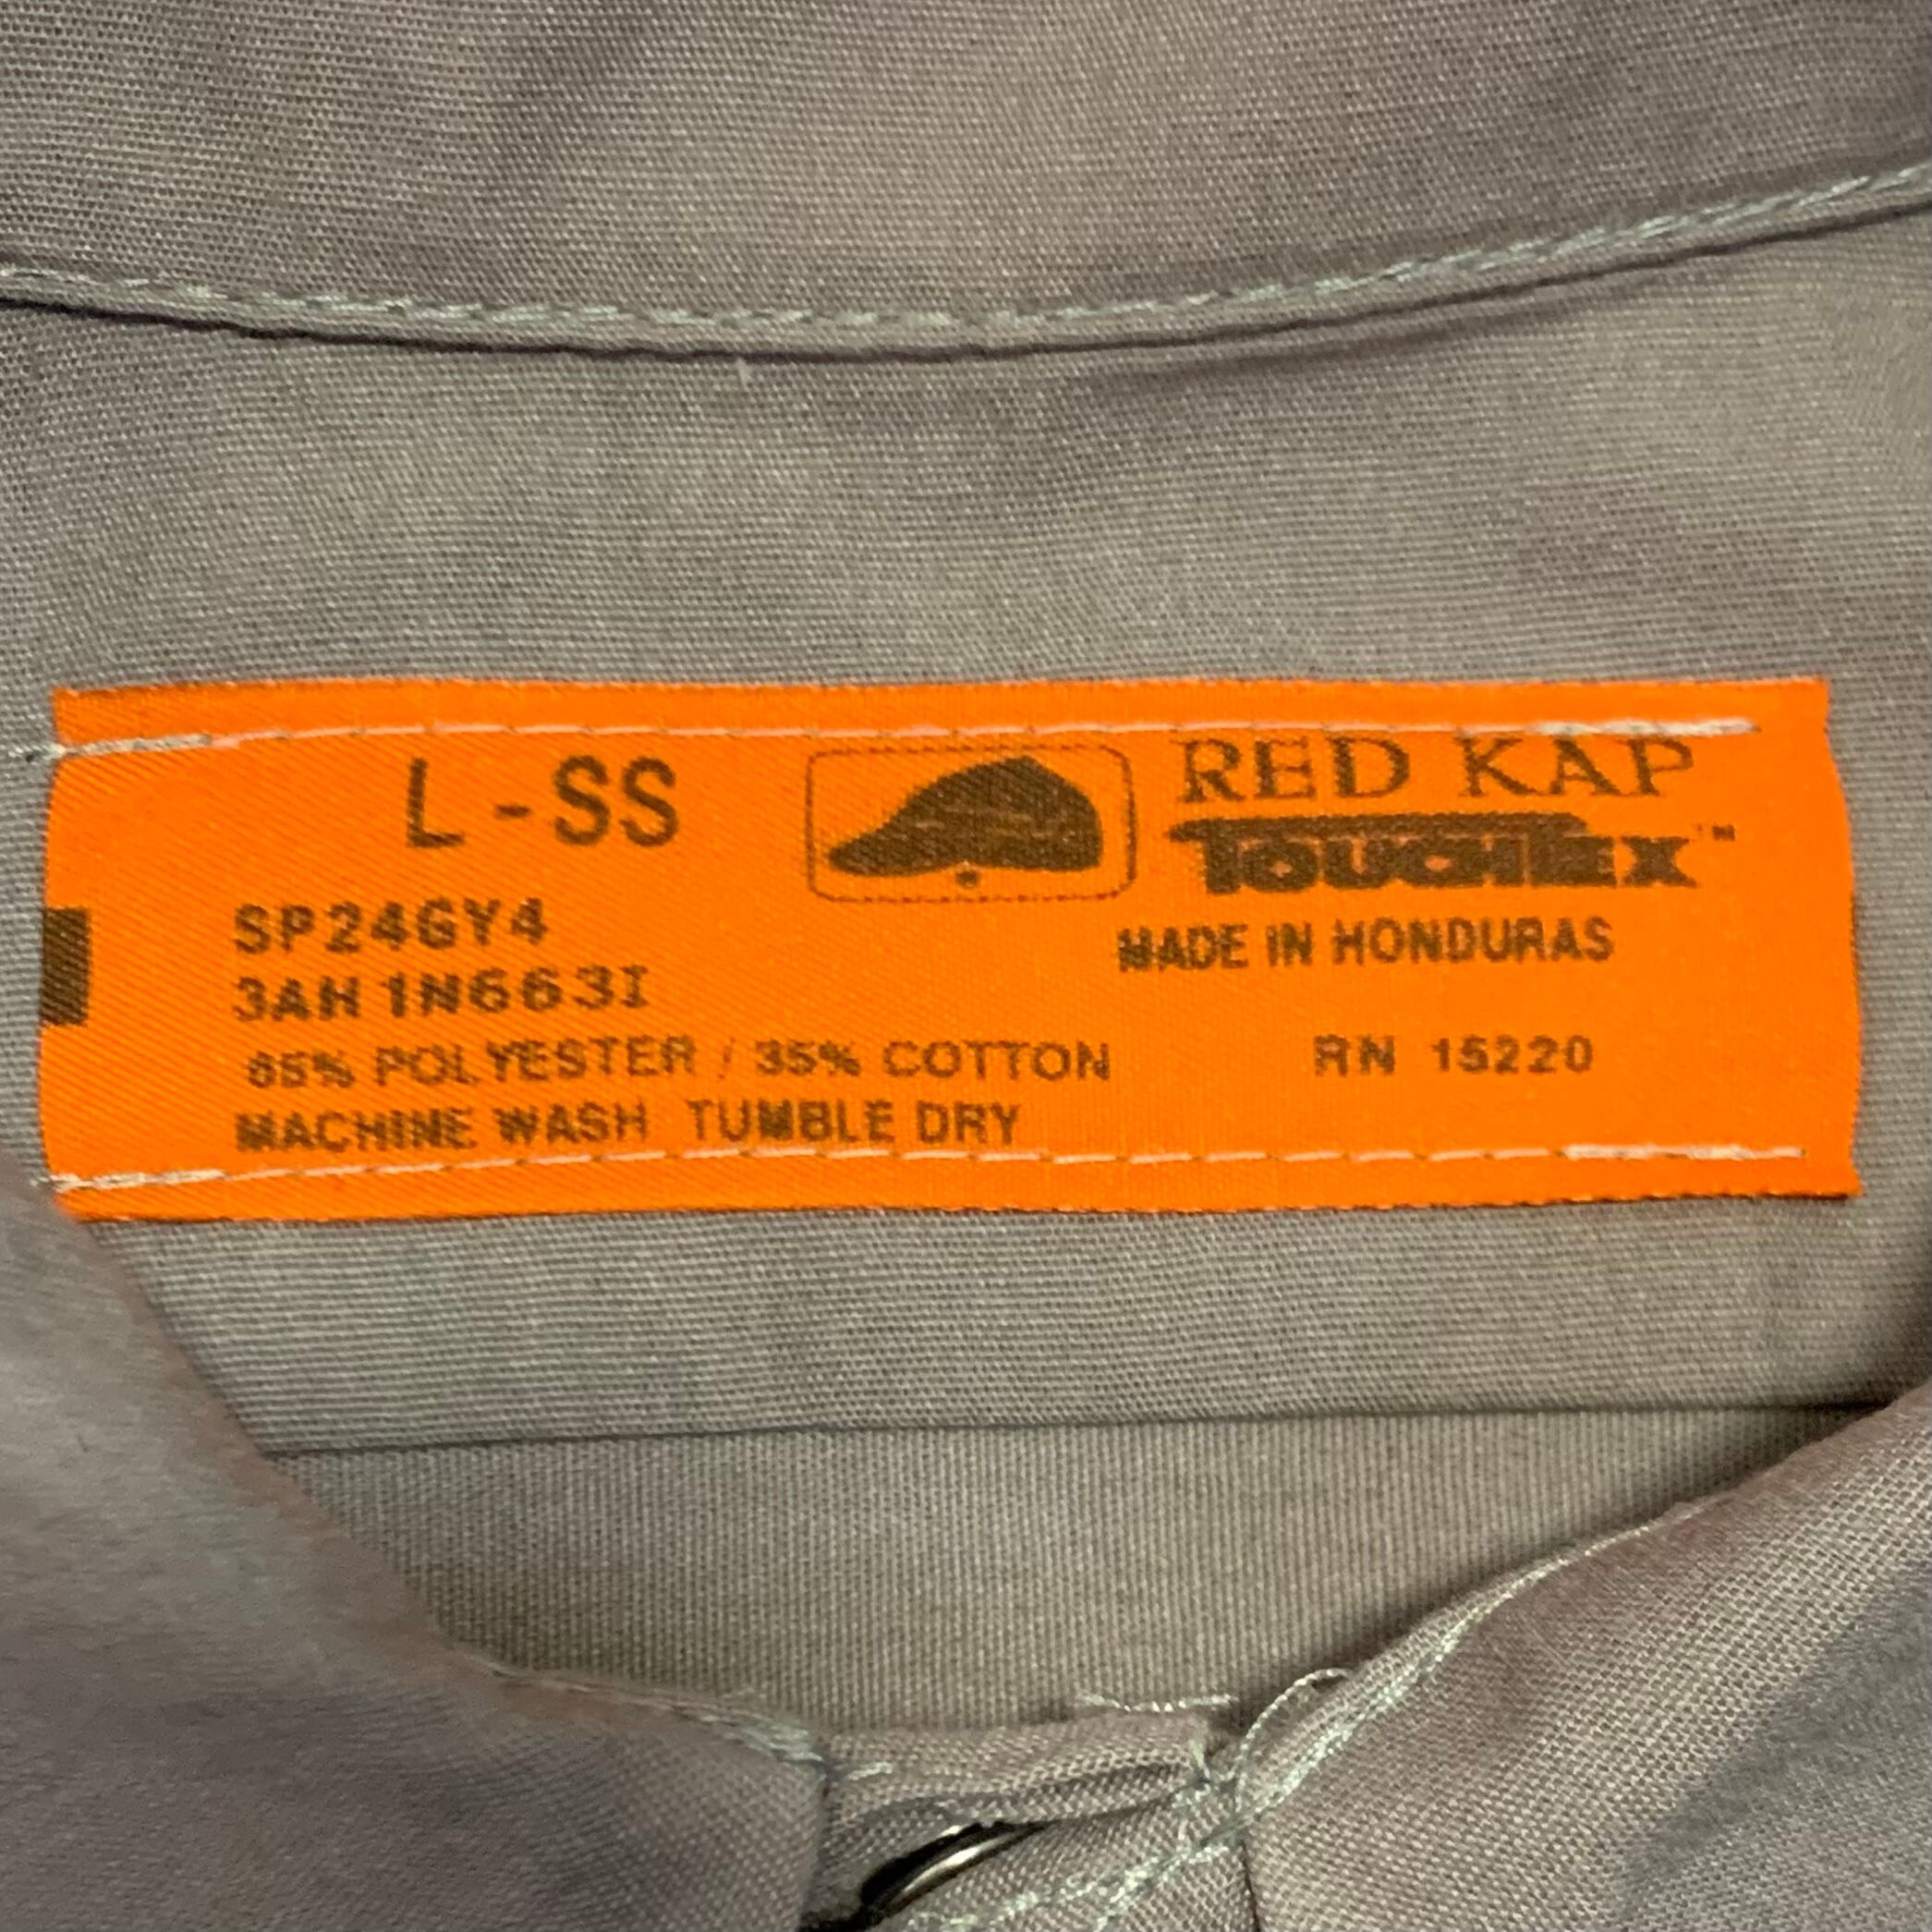 L - SS
RED KAP
TOUCHTEX™
SP24GY4
MADE IN HONDURAS
3AH 1N663I
65% POLYESTER / 35% COTTON
RN 15220
MACHINE WASH TUMBLE DRY